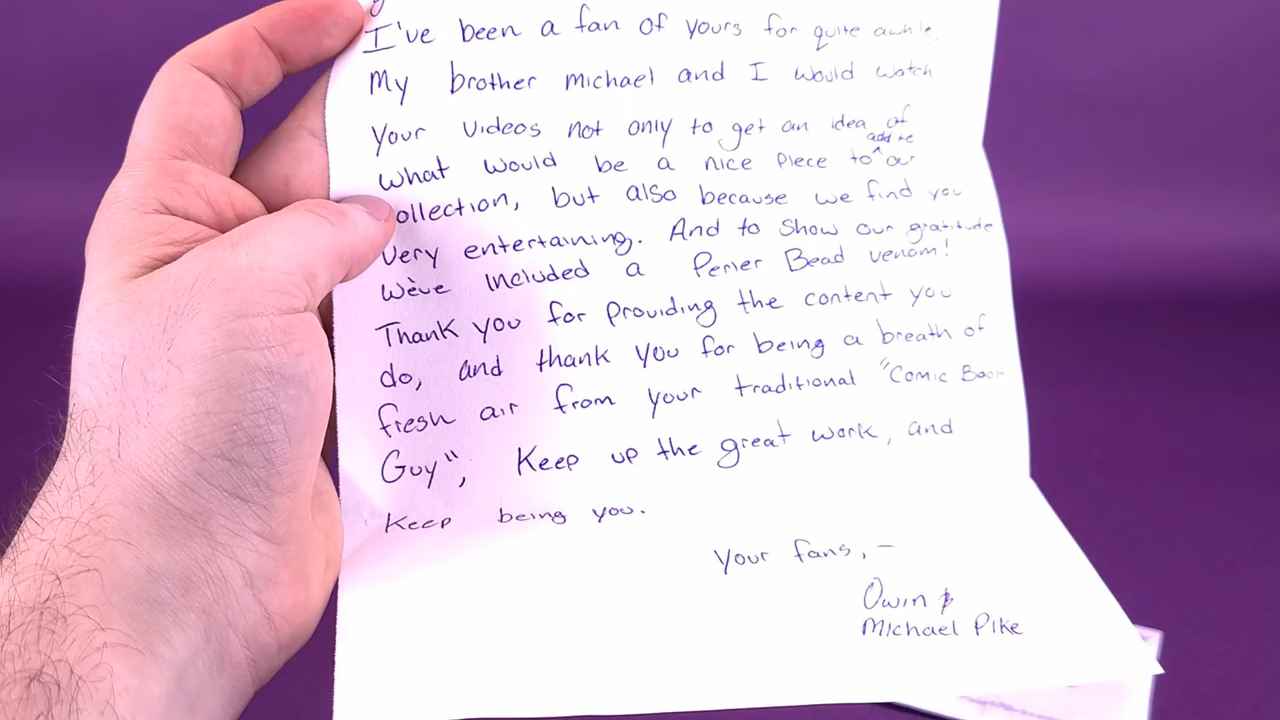 I've been a fan of yours for quite awhile.
My brother Michael and I would watch
your videos not only to get an idea of
add to
what would be a nice piece to^ our
ollection, but also because we find you
very entertaining. And to show our gratitude
We've included a Perler Bead venom!
Thank you for providing the content you
do, and thank you for being a breath of
fresh air from your traditional "Comic Book
Guy", Keep up the great work, and
Keep being you.
Your fans, –
Owin &
Michael Pike